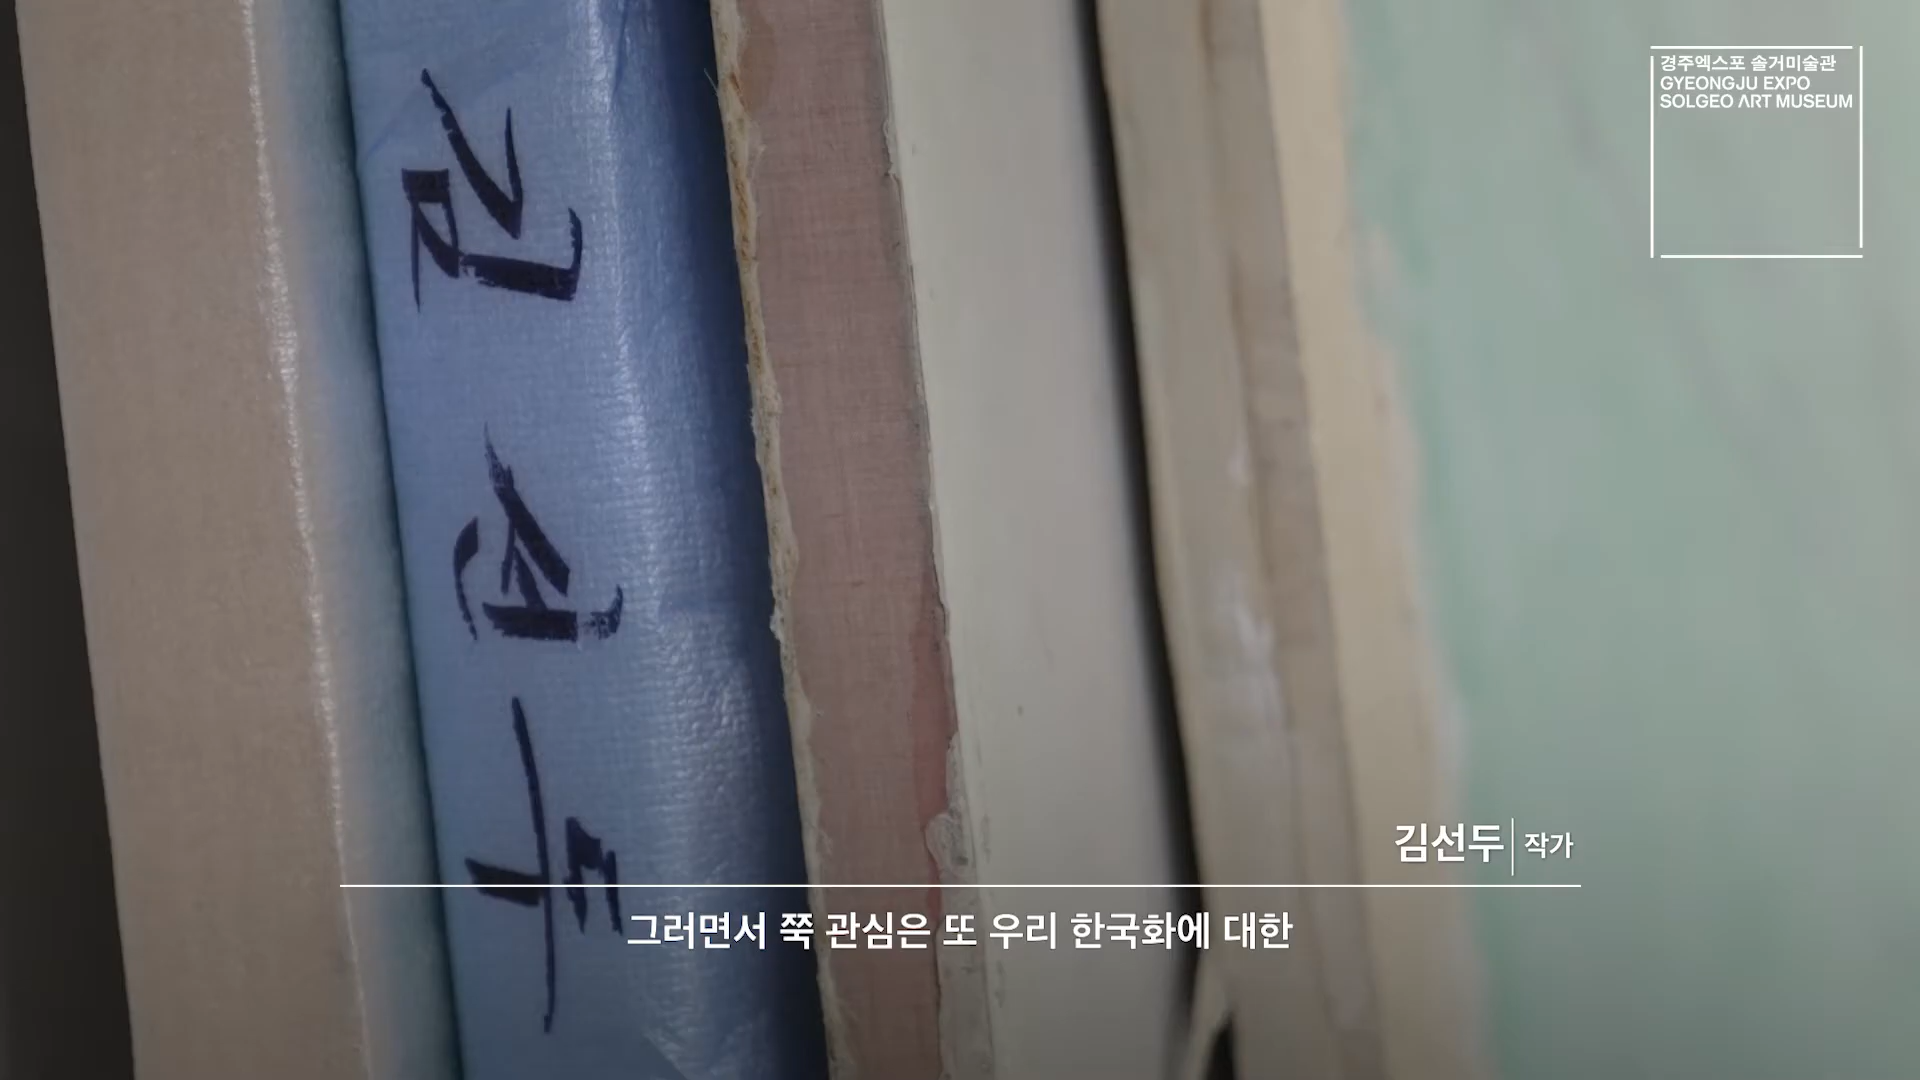 경주엑스포 솔거미술관
GYEONGJU EXPO
SOLGEO ART MUSEUM
김선두
김선두 작가
그러면서 쭉 관심은 또 우리 한국화에 대한